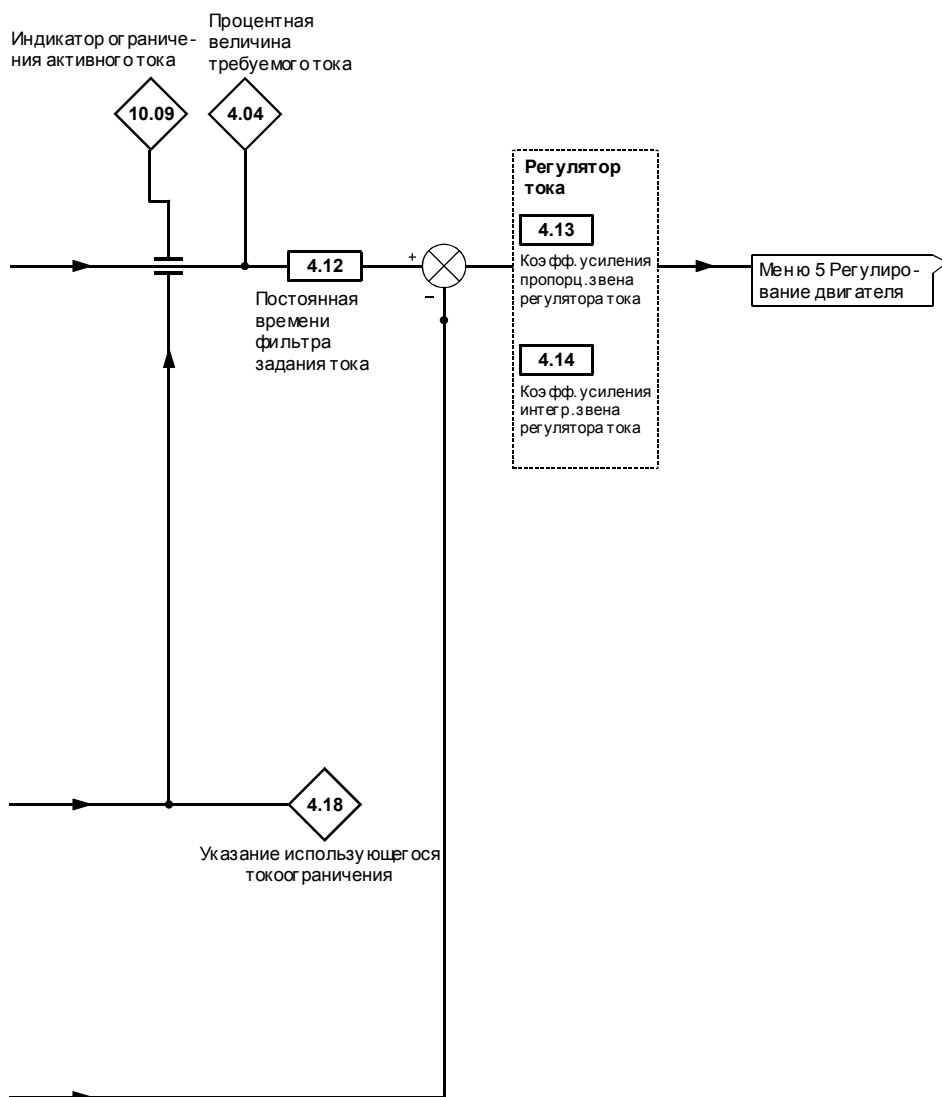 Индикатор ограниче-
ния активного тока
10.09
Процентная
величина
требуемого тока
4.04
4.12
Постоянная
времени
фильтра
задания тока
+
−
Регулятор
тока
4.13
Коэфф. усиления
пропорц. звена
регулятора тока
4.14
Коэфф. усиления
интегр. звена
регулятора тока
Меню 5 Регулиро-
вание двигателя
4.18
Указание использующегося
токоограничения